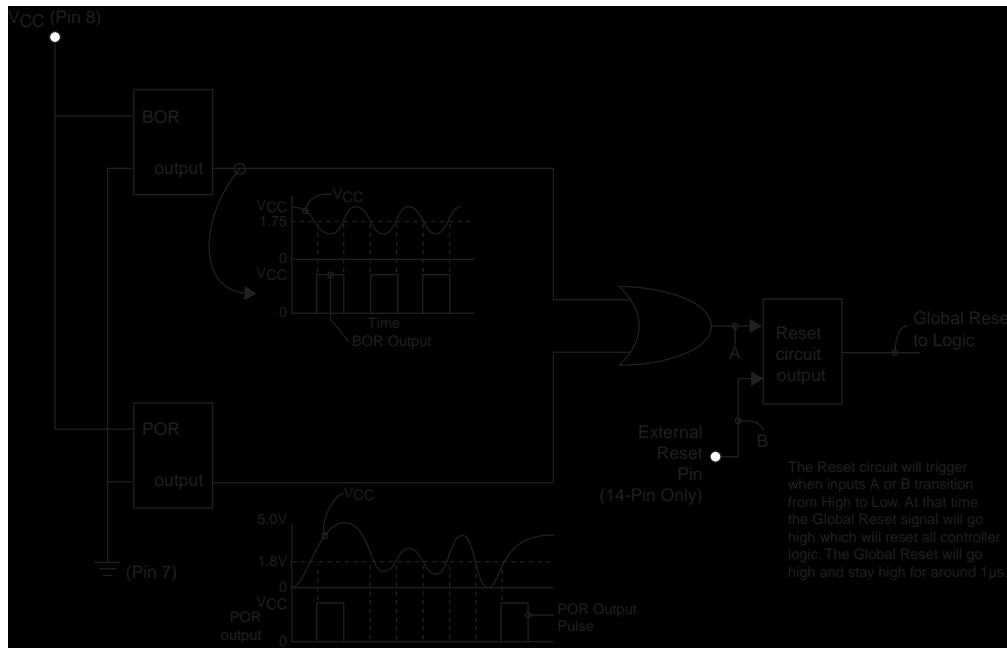 VCC (Pin 8)
BOR
output
VCC
VCC
1.75
0
VCC
0
Time
BOR Output
A
Reset
circuit
output
Global Rese
to Logic
POR
output
External
Reset
Pin
(14-Pin Only)
B
The Reset circuit will trigger
when inputs A or B transition
from High to Low. At that time
the Global Reset signal will go
high which will reset all controller
logic. The Global Reset will go
high and stay high for around 1µs.
(Pin 7)
VCC
5.0V
1.8V
0
VCC
POR
output
0
POR Output
Pulse